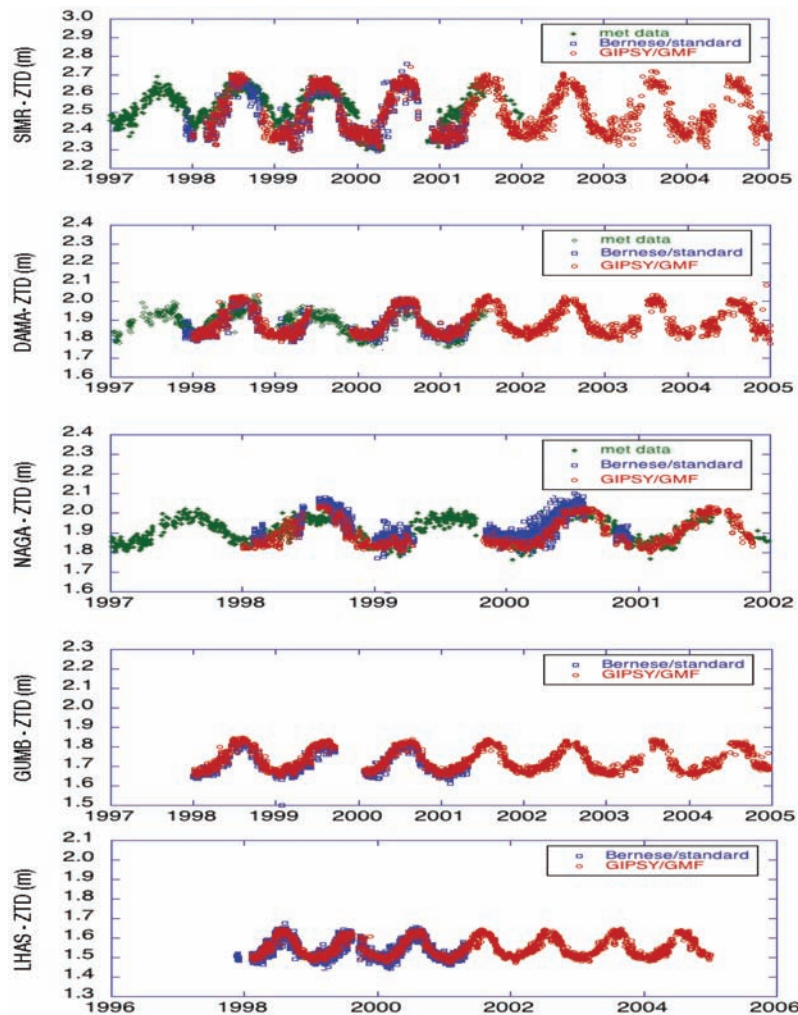 SIMR - ZTD (m)
3.0
2.9
2.8
2.7
2.6
2.5
2.4
2.3
2.2
met data
Bernese/standard
GIPSY/GMF
1997 1998 1999 2000 2001 2002 2003 2004 2005
DAMA- ZTD (m)
2.4
2.3
2.2
2.1
2.0
1.9
1.8
1.7
1.6
met data
Bernese/standard
GIPSY/GMF
1997 1998 1999 2000 2001 2002 2003 2004 2005
NAGA - ZTD (m)
2.4
2.3
2.2
2.1
2.0
1.9
1.8
1.7
1.6
met data
Bernese/standard
GIPSY/GMF
1997 1998 1999 2000 2001 2002
GUMB - ZTD (m)
2.3
2.2
2.1
2.0
1.9
1.8
1.7
1.6
1.5
Bernese/standard
GIPSY/GMF
1997 1998 1999 2000 2001 2002 2003 2004 2005
LHAS - ZTD (m)
2.1
2.0
1.9
1.8
1.7
1.6
1.5
1.4
1.3
Bernese/standard
GIPSY/GMF
1996 1998 2000 2002 2004 2006